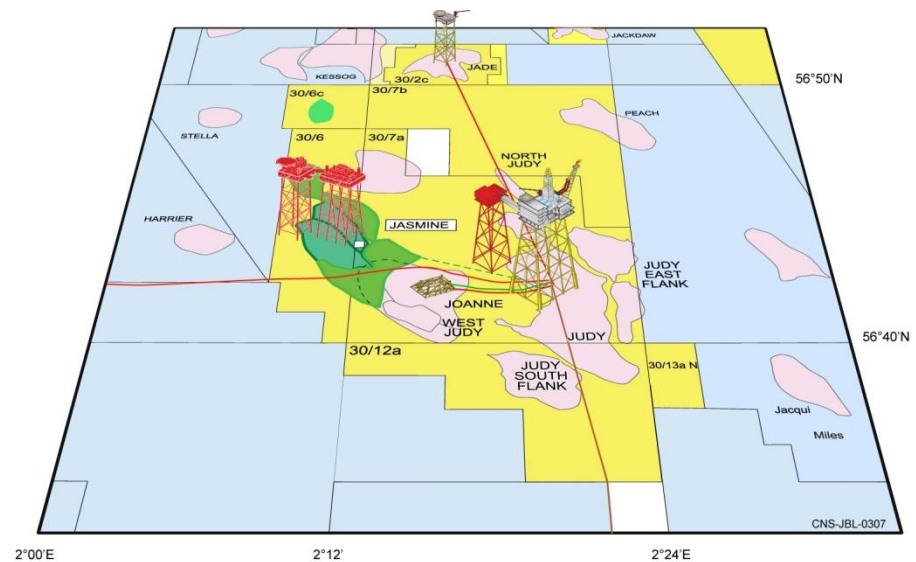 JACKDAW
JADE
KESSOG
30/2c
56°50'N
30/6c
30/7b
PEACH
STELLA
30/6
30/7a
NORTH
JUDY
HARRIER
JASMINE
JUDY
EAST
FLANK
JOANNE
WEST
JUDY
JUDY
56°40'N
30/12a
JUDY
SOUTH
FLANK
30/13a N
Jacqui
Miles
CNS-JBL-0307
2°00'E
2°12'
2°24'E